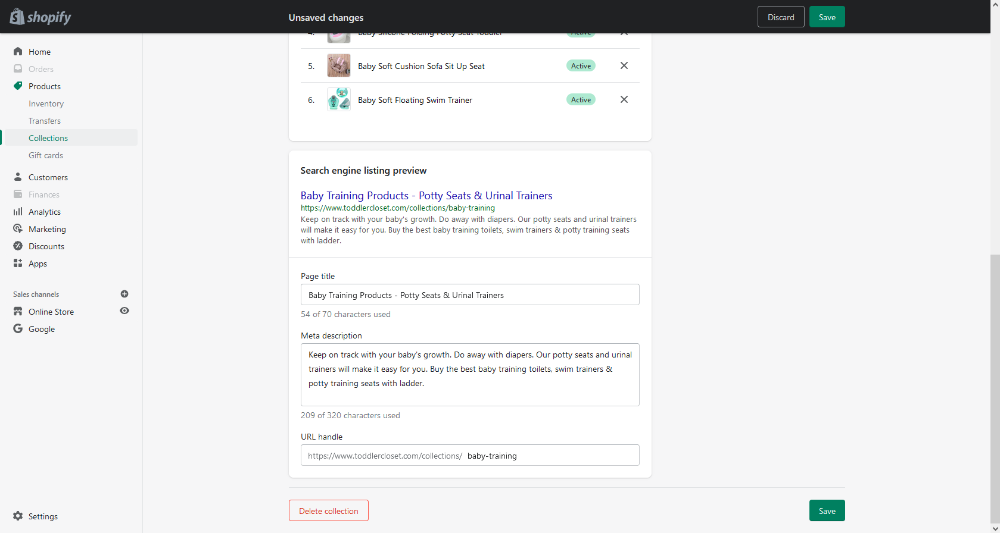 shopify
Unsaved changes
Discard
Save
Home
Orders
Products
Inventory
Transfers
Collections
Gift cards
Customers
Finances
Analytics
Marketing
Discounts
Apps
Sales channels
Online Store
Google
Settings
4. Baby Silicone Folding Potty Seat Toddler Active
5. Baby Soft Cushion Sofa Sit Up Seat Active
6. Baby Soft Floating Swim Trainer Active
Search engine listing preview
Baby Training Products - Potty Seats & Urinal Trainers
https://www.toddlercloset.com/collections/baby-training
Keep on track with your baby's growth. Do away with diapers. Our potty seats and urinal trainers
will make it easy for you. Buy the best baby training toilets, swim trainers & potty training seats
with ladder.
Page title
Baby Training Products - Potty Seats & Urinal Trainers
54 of 70 characters used
Meta description
Keep on track with your baby's growth. Do away with diapers. Our potty seats and urinal
trainers will make it easy for you. Buy the best baby training toilets, swim trainers &
potty training seats with ladder.
209 of 320 characters used
URL handle
https://www.toddlercloset.com/collections/ baby-training
Delete collection
Save